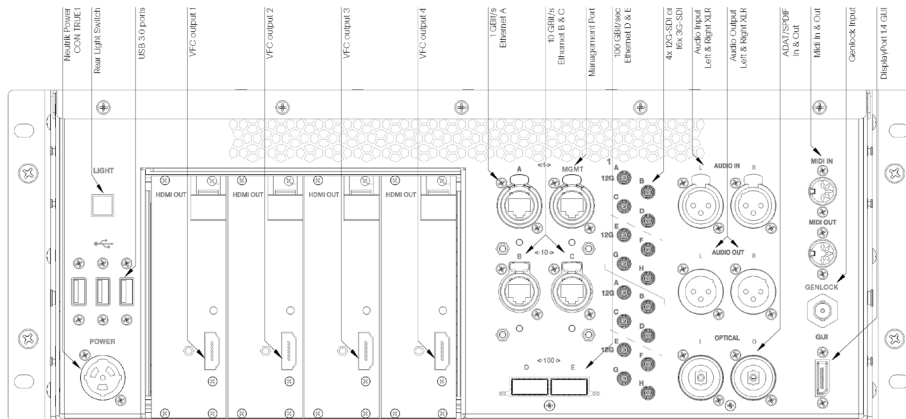 Neutrik Power
CON TRUE1
Rear Light Switch
USB 3.0 ports
VFC output 1
VFC output 2
VFC output 3
VFC output 4
1 GBit/s
Ethernet A
10 GBit/s
Ethernet B & C
Management Port
100 GBit/sec
Ethernet D & E
4x 12G-SDI or
16x 3G-SDI
Audio Input
Left & Right XLR
Audio Output
Left & Right XLR
ADAT/SPDIF
In & Out
Midi In & Out
Genlock Input
DisplayPort 1.4 GUI
LIGHT
POWER
HDMI OUT
HDMI OUT
HDMI OUT
HDMI OUT
A
<1>
MGMT
B
<10>
C
<100>
D
E
1
A
12G
B
C
D
E
12G
F
G
H
A
12G
B
C
D
E
12G
F
G
H
AUDIO IN
L
R
AUDIO OUT
L
R
OPTICAL
I
O
MIDI IN
MIDI OUT
GENLOCK
GUI